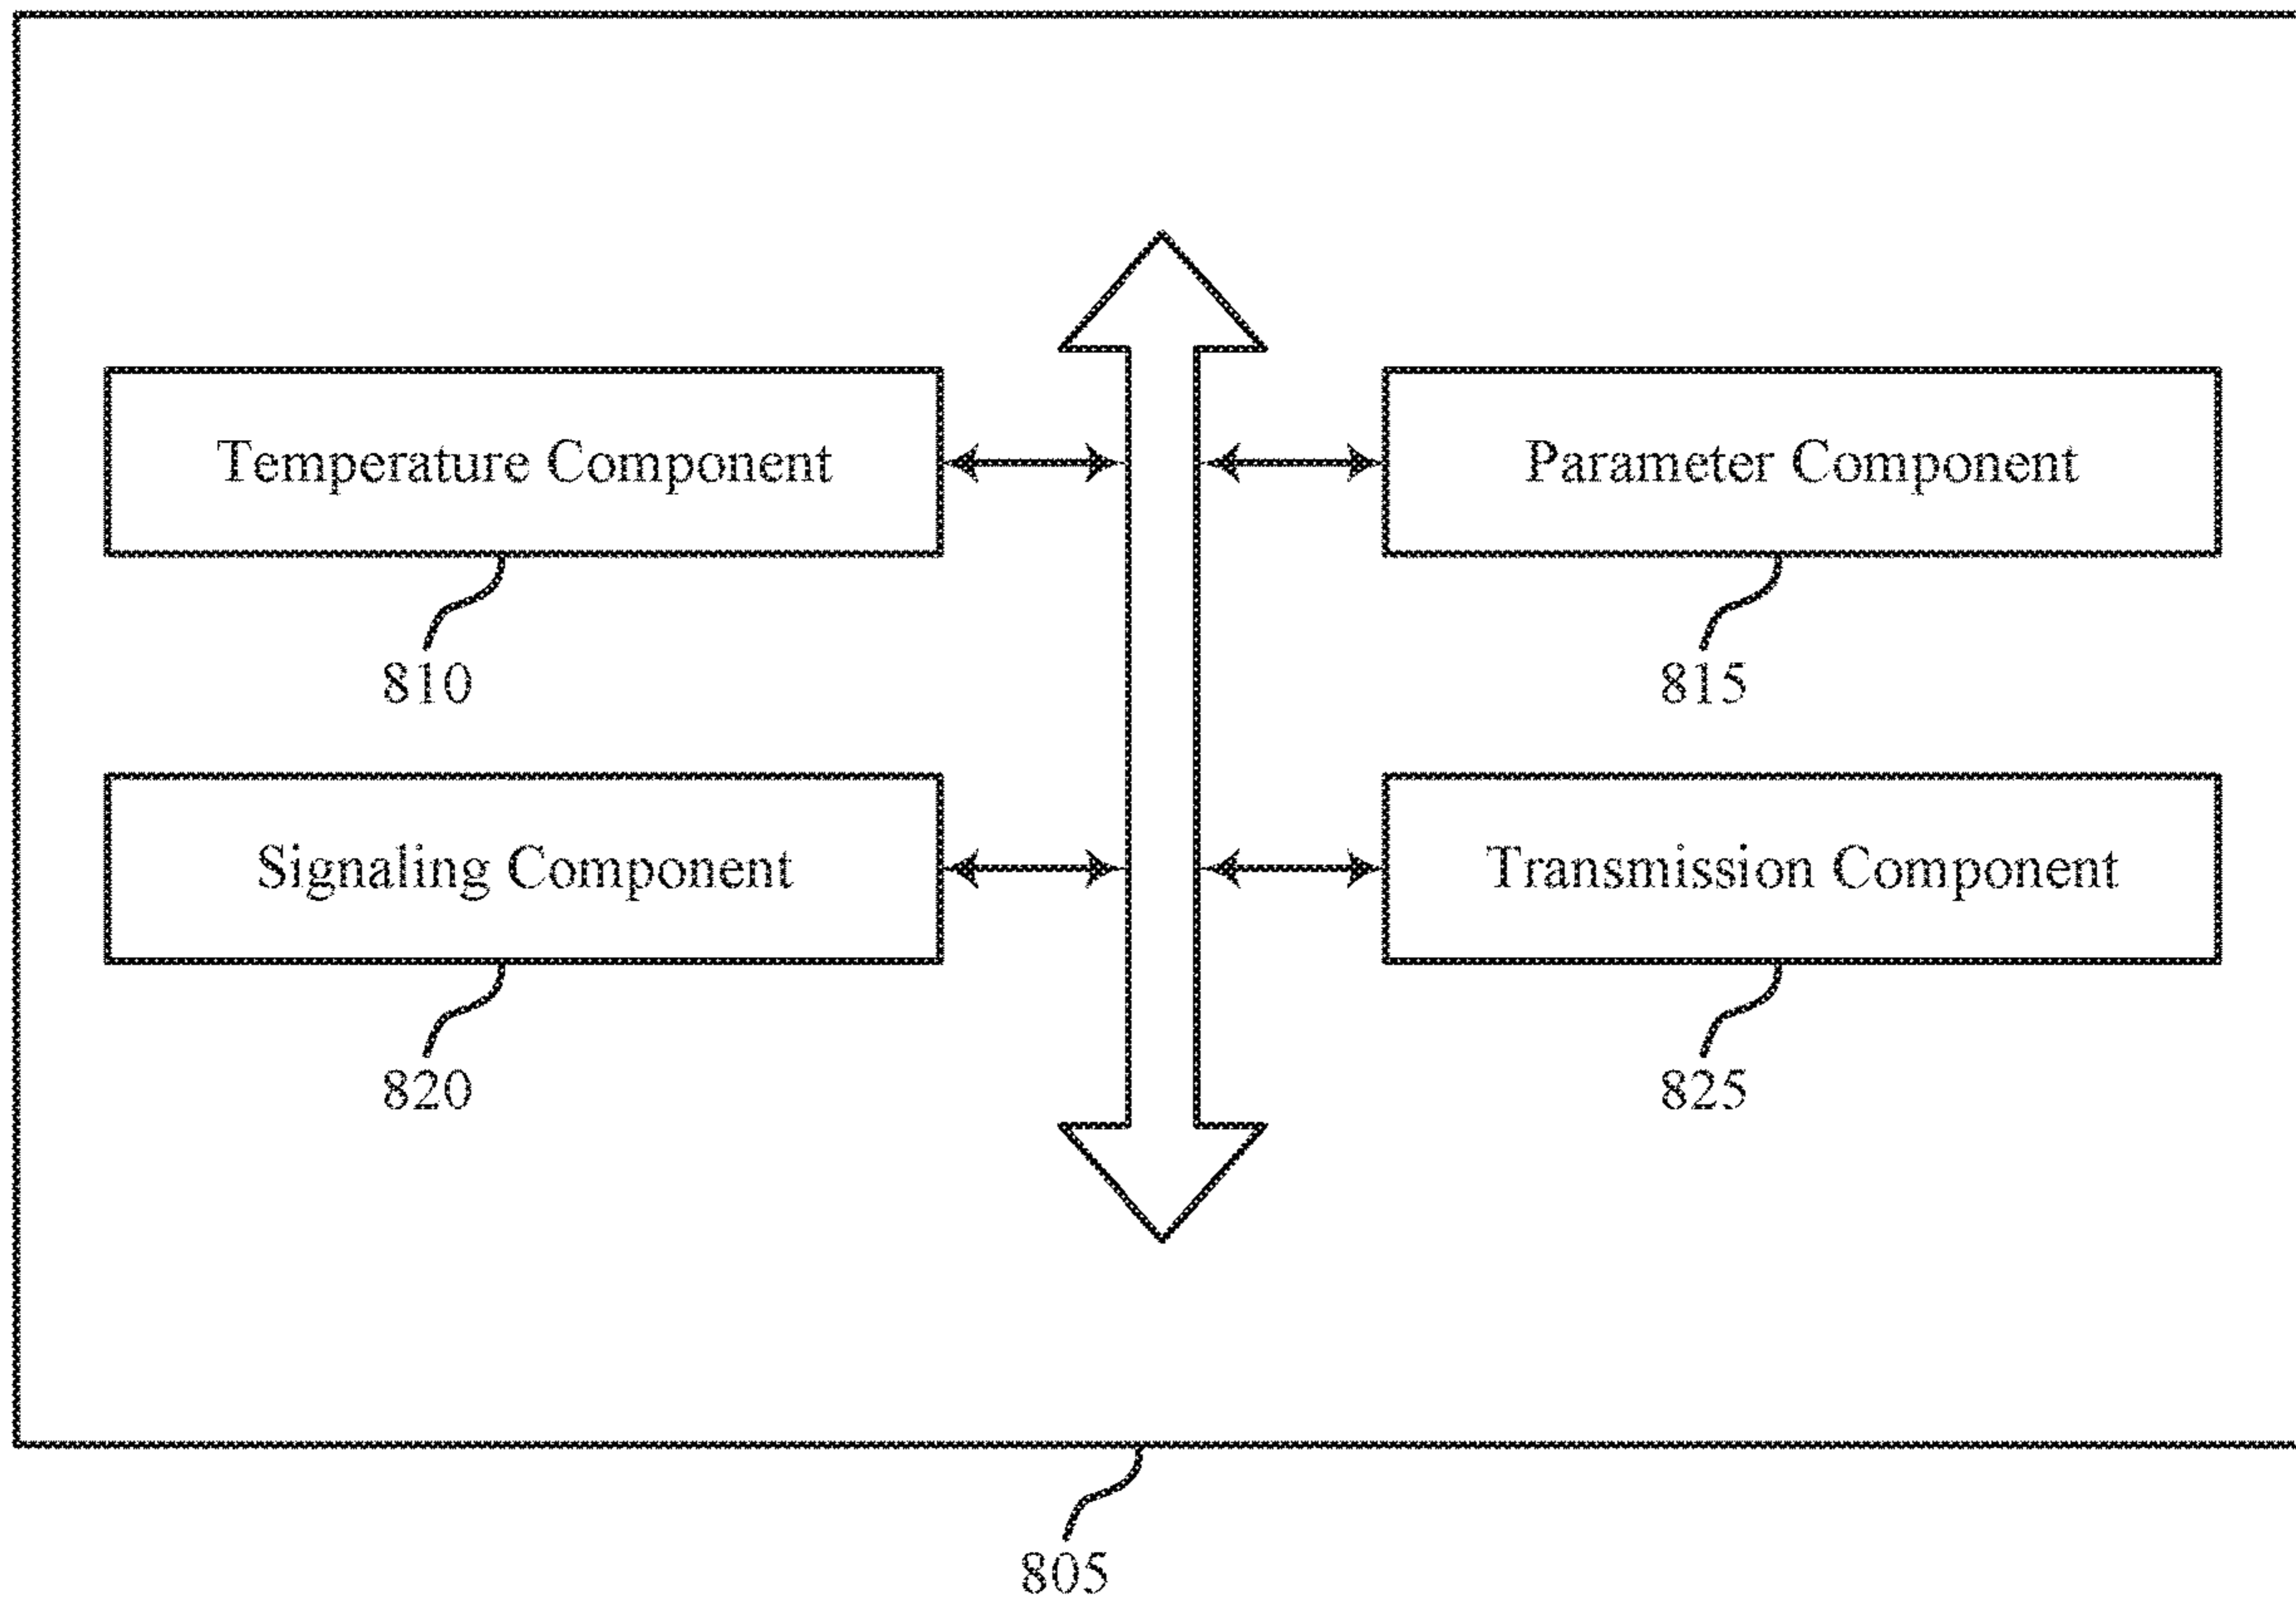 Temperature Component
Parameter Component
810
815
Signaling Component
Transmission Component
820
825
805